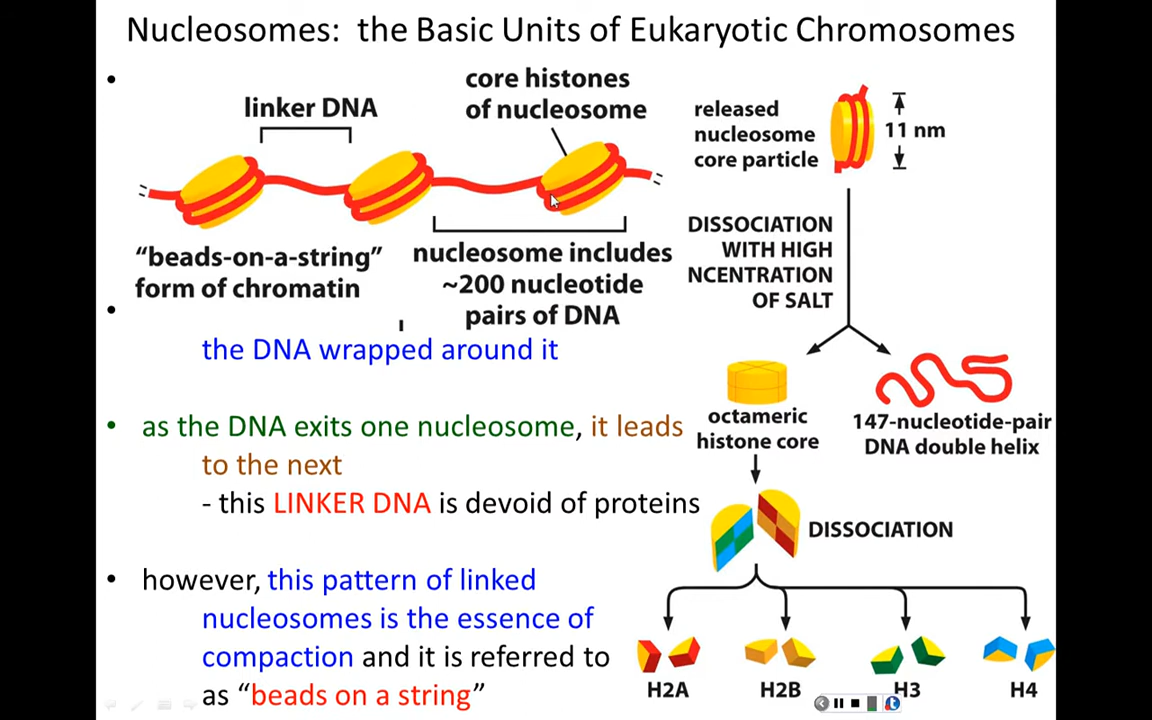 Nucleosomes: the Basic Units of Eukaryotic Chromosomes
•
core histones
of nucleosome
linker DNA
released
nucleosome
core particle
11 nm
"beads-on-a-string"
form of chromatin
nucleosome includes
~200 nucleotide
pairs of DNA
DISSOCIATION
WITH HIGH
NCENTRATION
OF SALT
•
the DNA wrapped around it
octameric
histone core
147-nucleotide-pair
DNA double helix
• as the DNA exits one nucleosome, it leads
to the next
- this LINKER DNA is devoid of proteins
DISSOCIATION
• however, this pattern of linked
nucleosomes is the essence of
compaction and it is referred to
as "beads on a string"
H2A
H2B
H3
H4